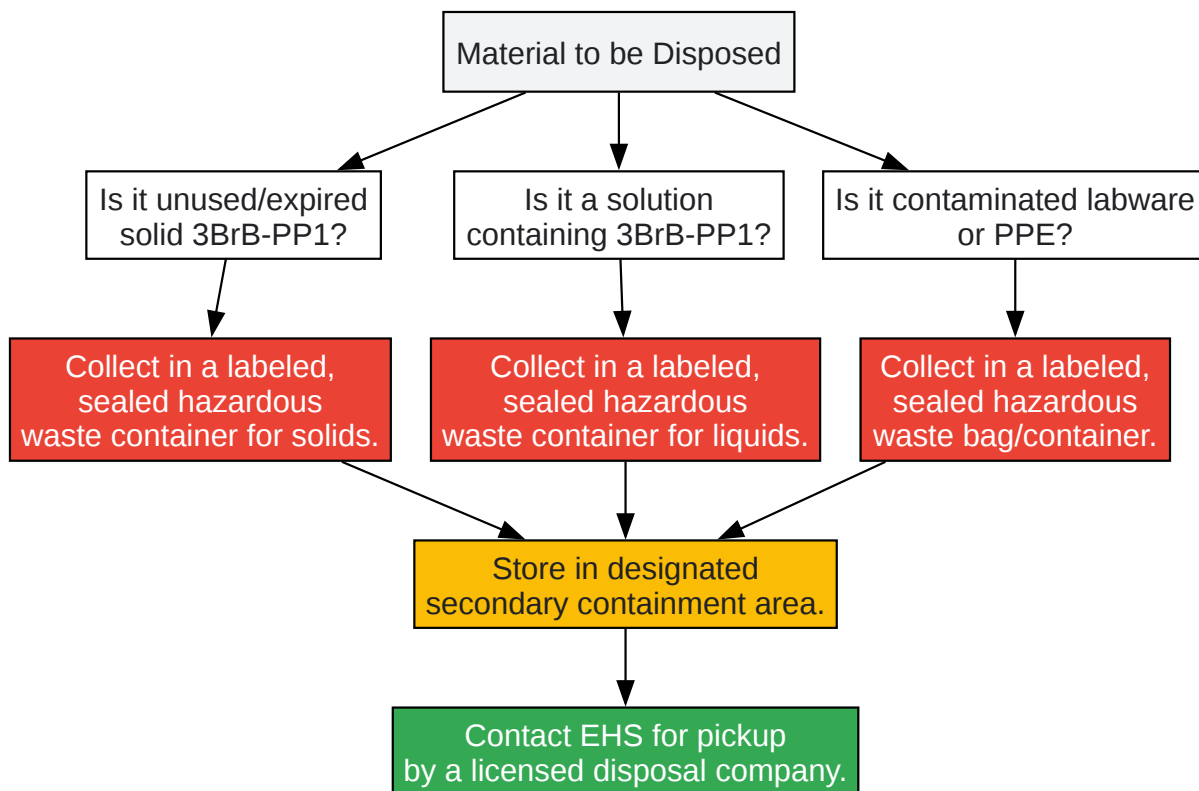 Material to be Disposed
Is it unused/expired
solid 3BrB-PP1?
Is it a solution
containing 3BrB-PP1?
Is it contaminated labware
or PPE?
Collect in a labeled,
sealed hazardous
waste container for solids.
Collect in a labeled,
sealed hazardous
waste container for liquids.
Collect in a labeled,
sealed hazardous
waste bag/container.
Store in designated
secondary containment area.
Contact EHS for pickup
by a licensed disposal company.